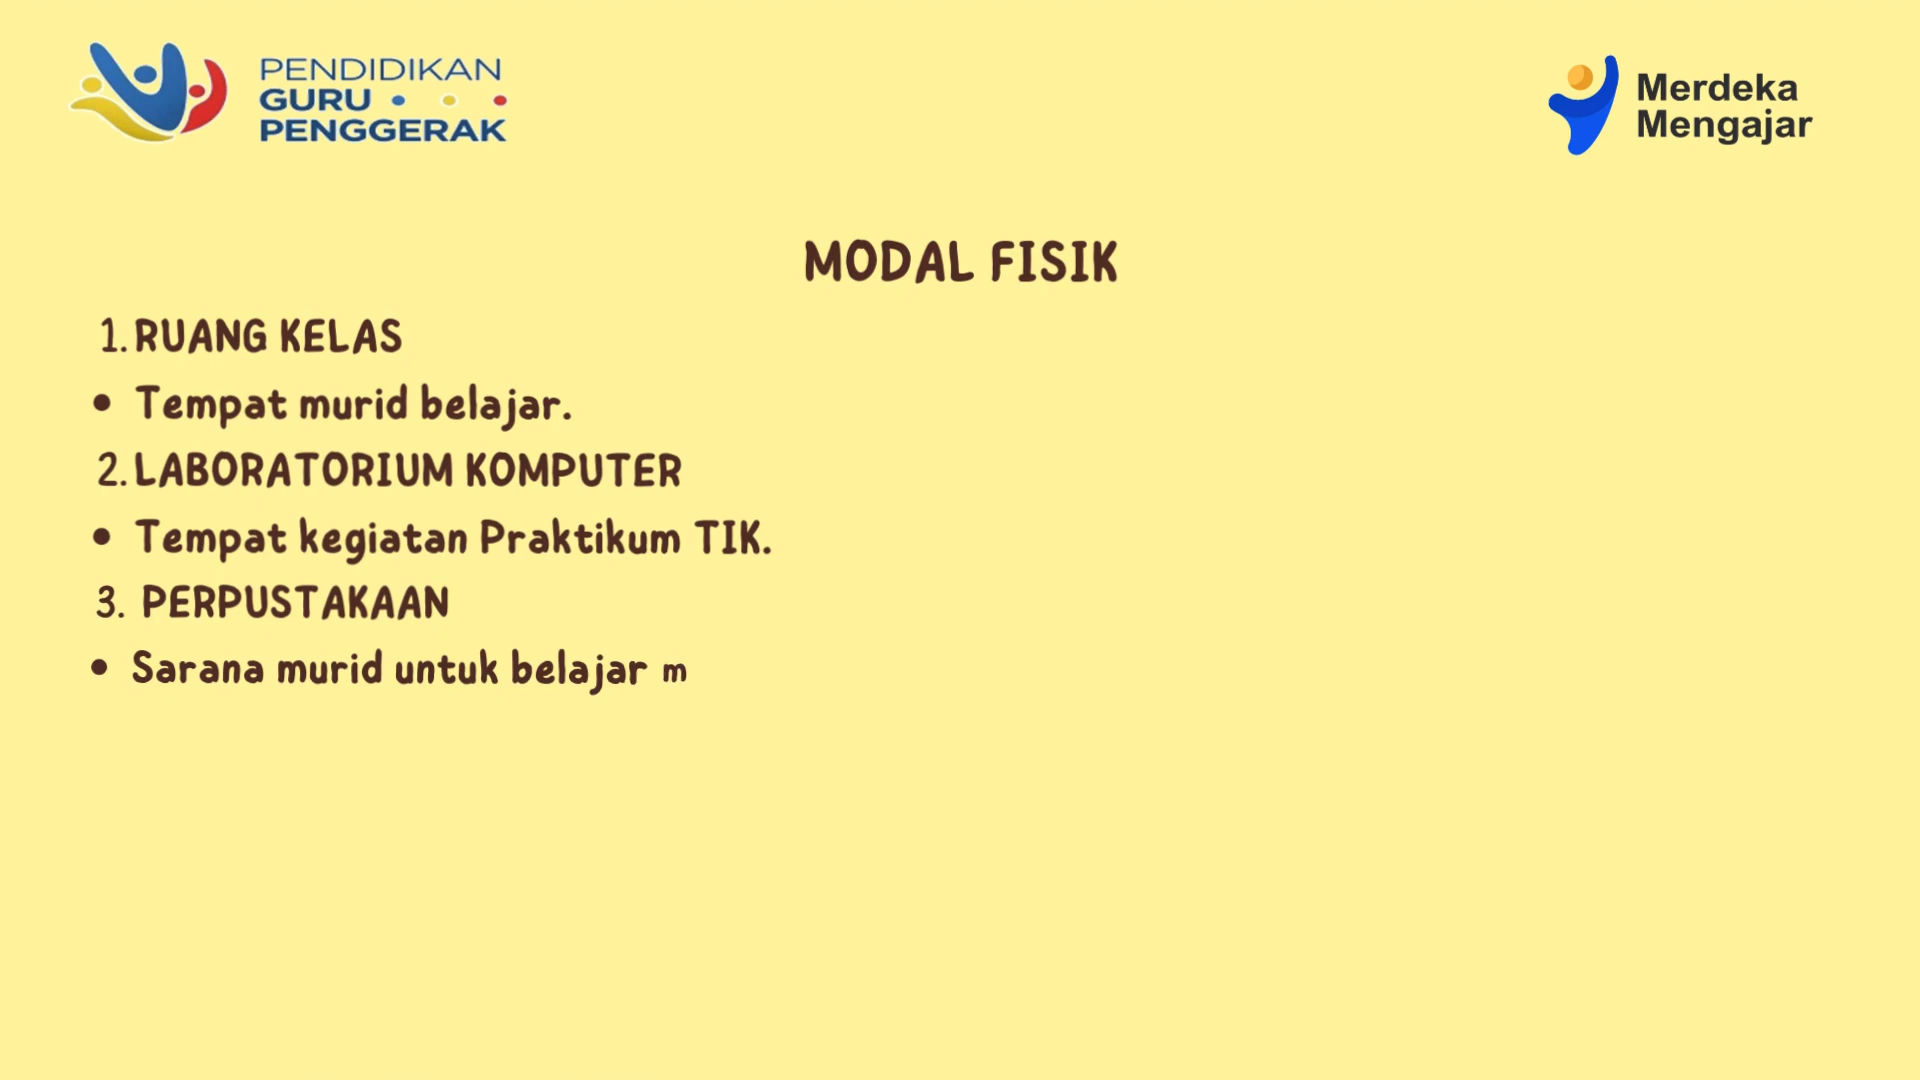 PENDIDIKAN
GURU
PENGGERAK
Merdeka
Mengajar
MODAL FISIK
1. RUANG KELAS
• Tempat murid belajar.
2. LABORATORIUM KOMPUTER
• Tempat kegiatan Praktikum TIK.
3. PERPUSTAKAAN
• Sarana murid untuk belajar m